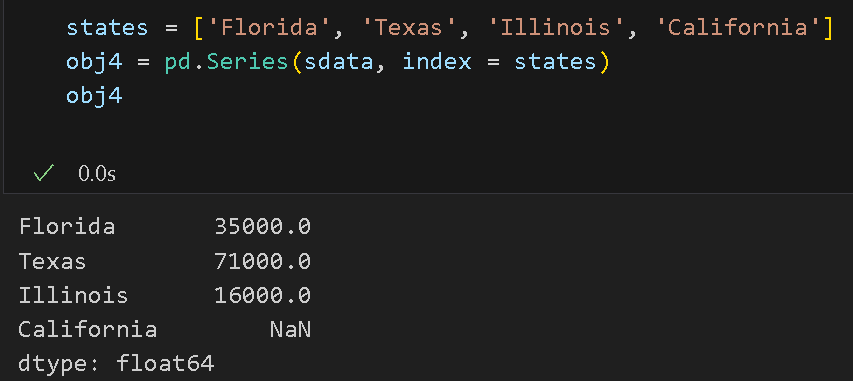 states = ['Florida', 'Texas', 'Illinois', 'California']
obj4 = pd.Series(sdata, index = states)
obj4
0.0s
Florida       35000.0
Texas         71000.0
Illinois      16000.0
California        NaN
dtype: float64